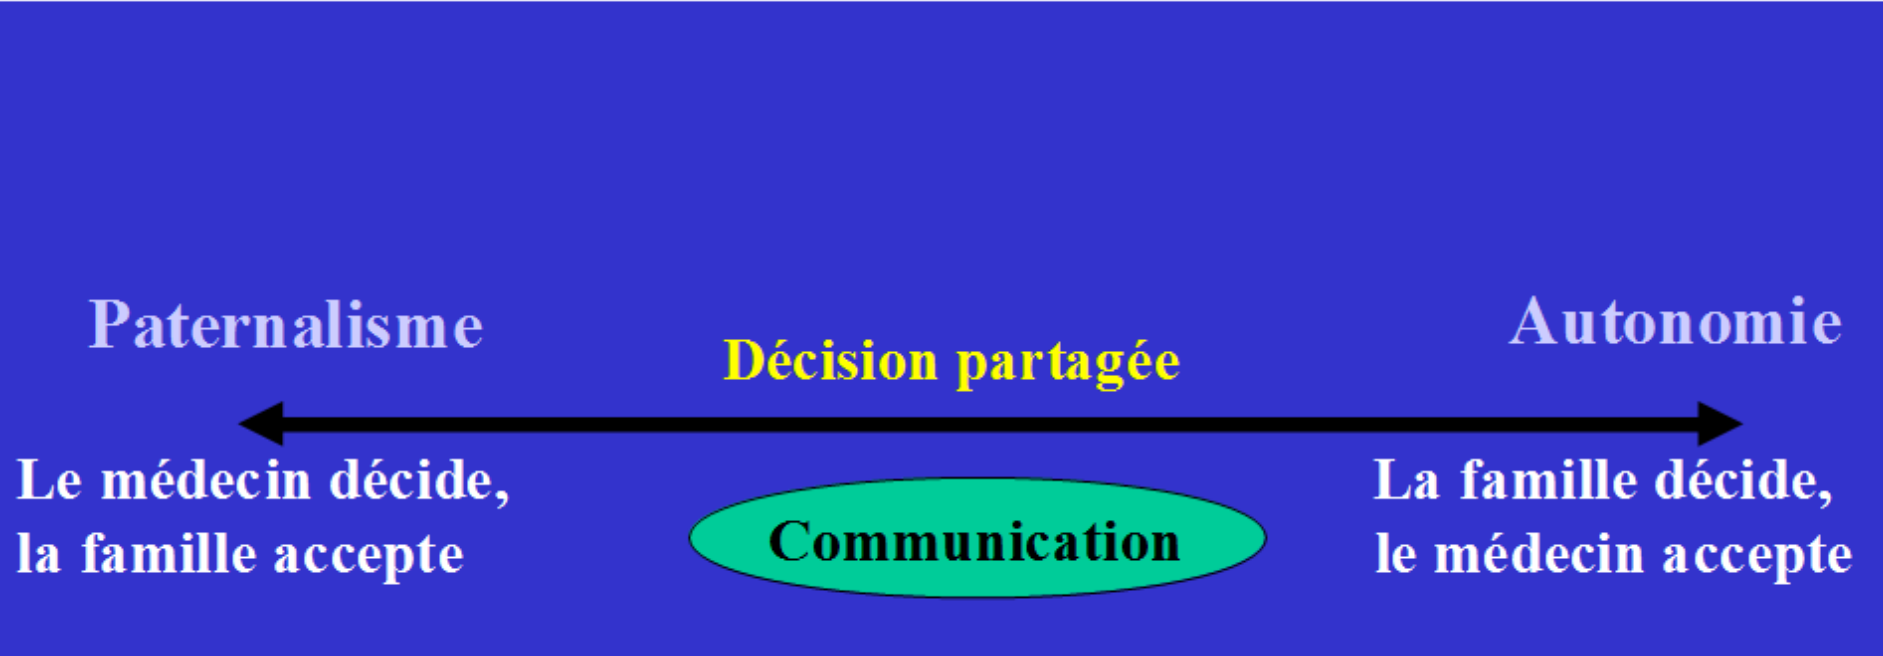 Paternalisme
Autonomie
Décision partagée
Le médecin décide,
la famille accepte
Communication
La famille décide,
le médecin accepte